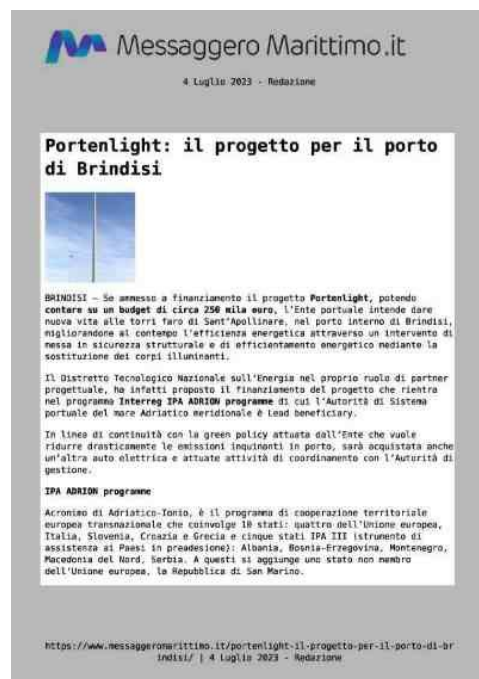 Messaggero Marittimo.it
4 Luglio 2023 - Redazione
Portenlight: il progetto per il porto
di Brindisi
BRINDISI – Se ammesso a finanziamento il progetto Portenlight, potendo
contare su un budget di circa 250 mila euro, l'Ente portuale intende dare
nuova vita alle torri faro di Sant'Apollinare, nel porto interno di Brindisi,
migliorandone al contempo l'efficienza energetica attraverso un intervento di
messa in sicurezza strutturale e di efficientamento energetico mediante la
sostituzione dei corpi illuminanti.
Il Distretto Tecnologico Nazionale sull'Energia nel proprio ruolo di partner
progettuale, ha infatti proposto il finanziamento del progetto che rientra
nel programma Interreg IPA ADRION programme di cui l'Autorità di Sistema
portuale del mare Adriatico meridionale è Lead beneficiary.
In linea di continuità con la green policy attuata dall'Ente che vuole
ridurre drasticamente le emissioni inquinanti in porto, sarà acquistata anche
un'altra auto elettrica e attuate attività di coordinamento con l'Autorità di
gestione.
IPA ADRION programme
Acronimo di Adriatico-Ionio, è il programma di cooperazione territoriale
europea transnazionale che coinvolge 10 stati: quattro dell'Unione europea,
Italia, Slovenia, Croazia e Grecia e cinque stati IPA III (strumento di
assistenza ai Paesi in preadesione): Albania, Bosnia-Erzegovina, Montenegro,
Macedonia del Nord, Serbia. A questi si aggiunge uno stato non membro
dell'Unione europea, la Repubblica di San Marino.
https://www.messaggeromarittimo.it/portenlight-il-progetto-per-il-porto-di-br
indisi/ | 4 Luglio 2023 - Redazione